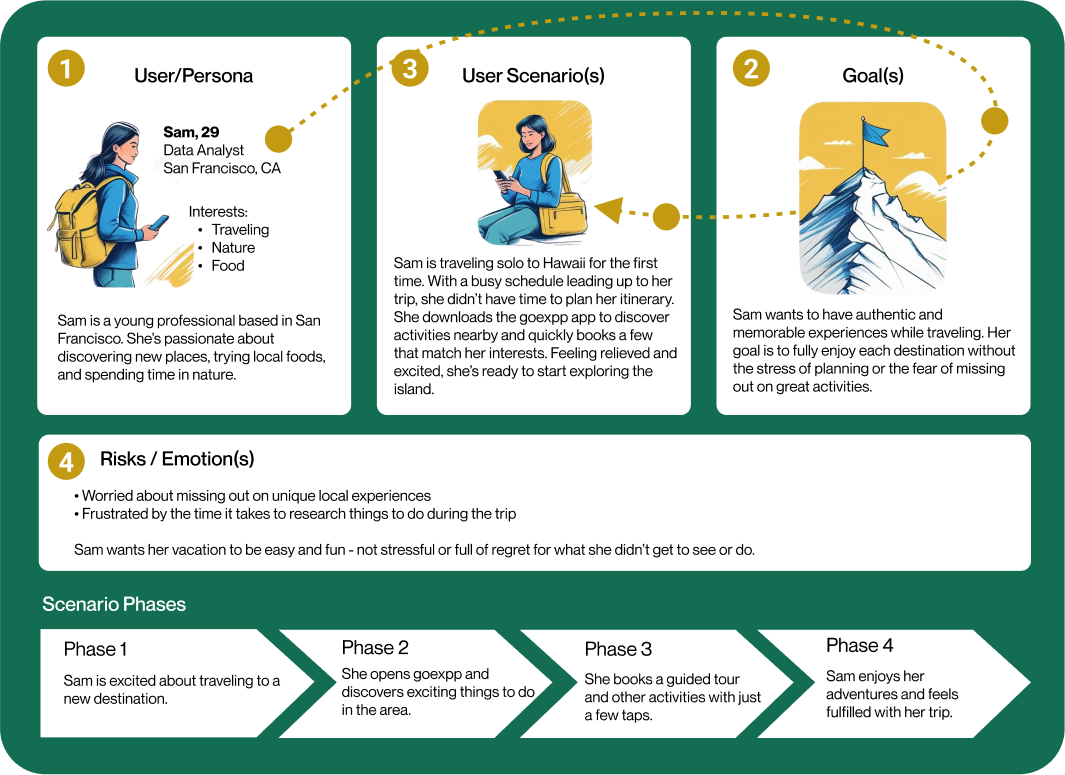 1
User/Persona
Sam, 29
Data Analyst
San Francisco, CA
Interests:
• Traveling
• Nature
• Food
Sam is a young professional based in San
Francisco. She's passionate about
discovering new places, trying local foods,
and spending time in nature.
3
User Scenario(s)
Sam is traveling solo to Hawaii for the first
time. With a busy schedule leading up to her
trip, she didn't have time to plan her itinerary.
She downloads the goexpp app to discover
activities nearby and quickly books a few
that match her interests. Feeling relieved and
excited, she's ready to start exploring the
island.
2
Goal(s)
Sam wants to have authentic and
memorable experiences while traveling. Her
goal is to fully enjoy each destination without
the stress of planning or the fear of missing
out on great activities.
4
Risks / Emotion(s)
• Worried about missing out on unique local experiences
• Frustrated by the time it takes to research things to do during the trip
Sam wants her vacation to be easy and fun - not stressful or full of regret for what she didn't get to see or do.
Scenario Phases
Phase 1
Sam is excited about traveling to a
new destination.
Phase 2
She opens goexpp and
discovers exciting things to do
in the area.
Phase 3
She books a guided tour
and other activities with just
a few taps.
Phase 4
Sam enjoys her
adventures and feels
fulfilled with her trip.